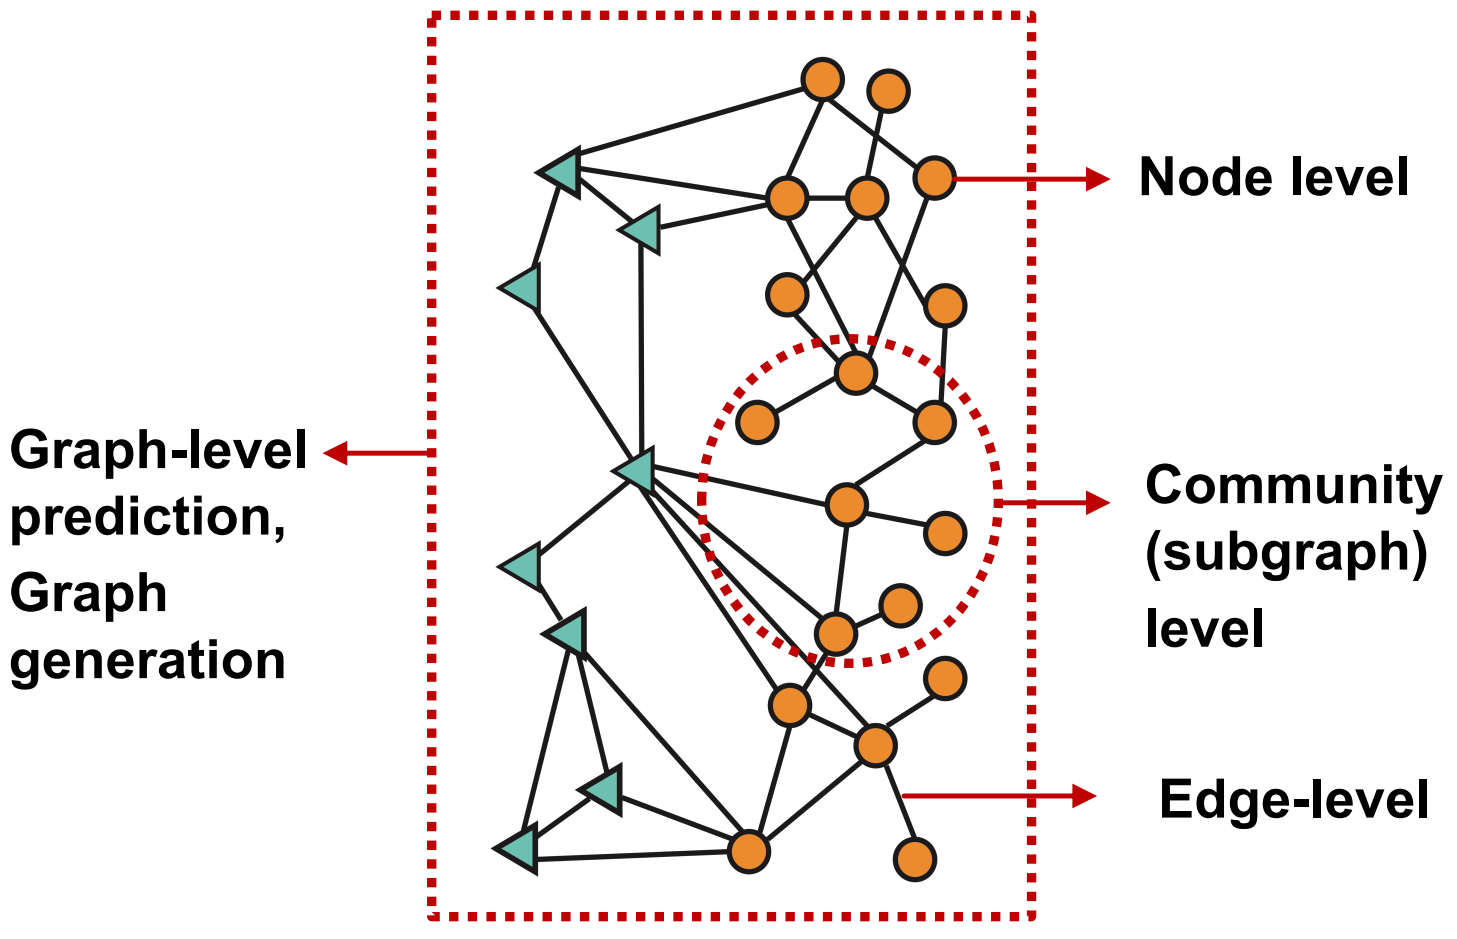 Node level
Graph-level
prediction,
Graph
generation
Community
(subgraph)
level
Edge-level